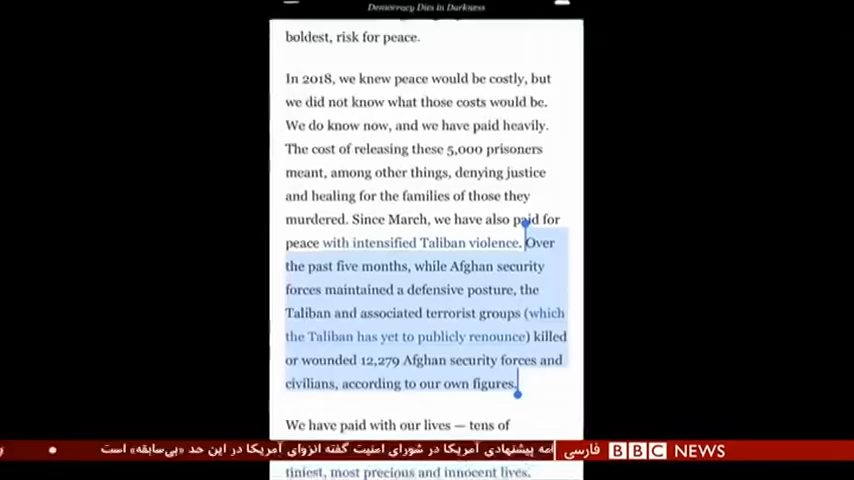 Democracy Dies in Darkness
boldest, risk for peace.
In 2018, we knew peace would be costly, but
we did not know what those costs would be.
We do know now, and we have paid heavily.
The cost of releasing these 5,000 prisoners
meant, among other things, denying justice
and healing for the families of those they
murdered. Since March, we have also paid for
peace with intensified Taliban violence. Over
the past five months, while Afghan security
forces maintained a defensive posture, the
Taliban and associated terrorist groups (which
the Taliban has yet to publicly renounce) killed
or wounded 12,279 Afghan security forces and
civilians, according to our own figures.
We have paid with our lives — tens of
پیشنهادی آمریکا در شورای امنیت گفته انزوای آمریکا در این حد «بی‌سابقه» است
فارسی BBC NEWS
tiniest, most precious and innocent lives.